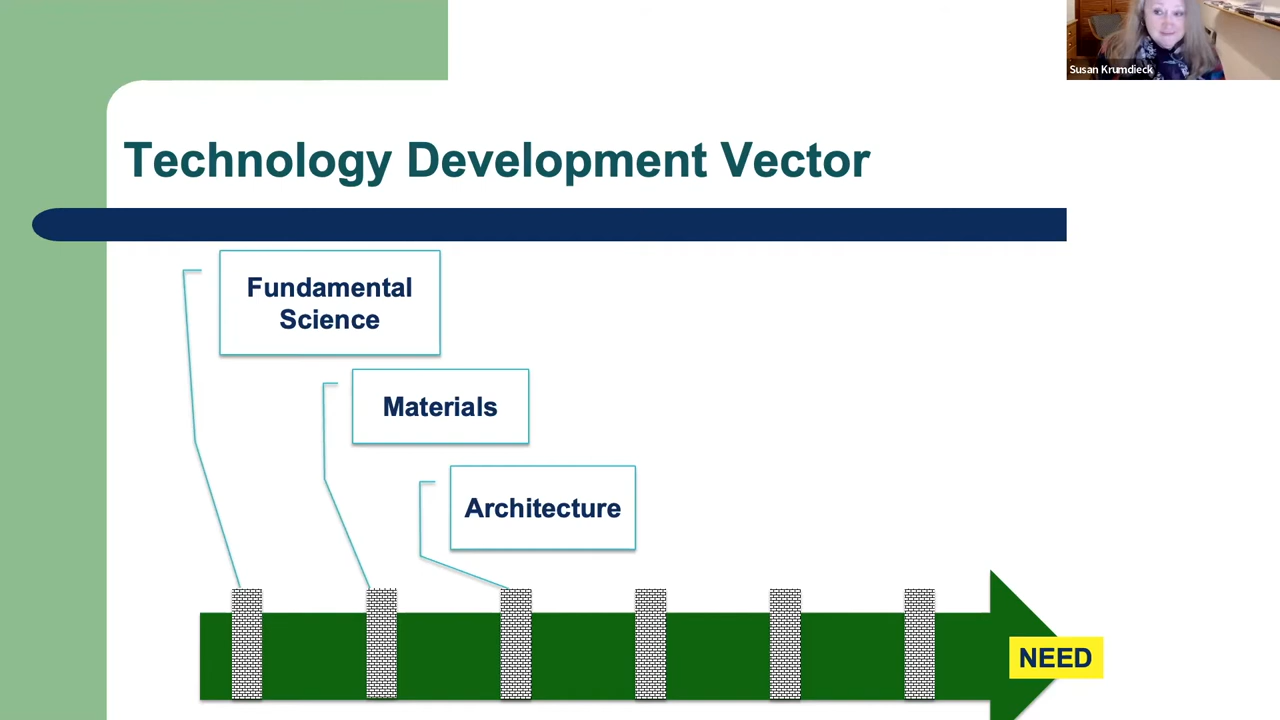 Susan Krumdieck
Technology Development Vector
Fundamental
Science
Materials
Architecture
NEED